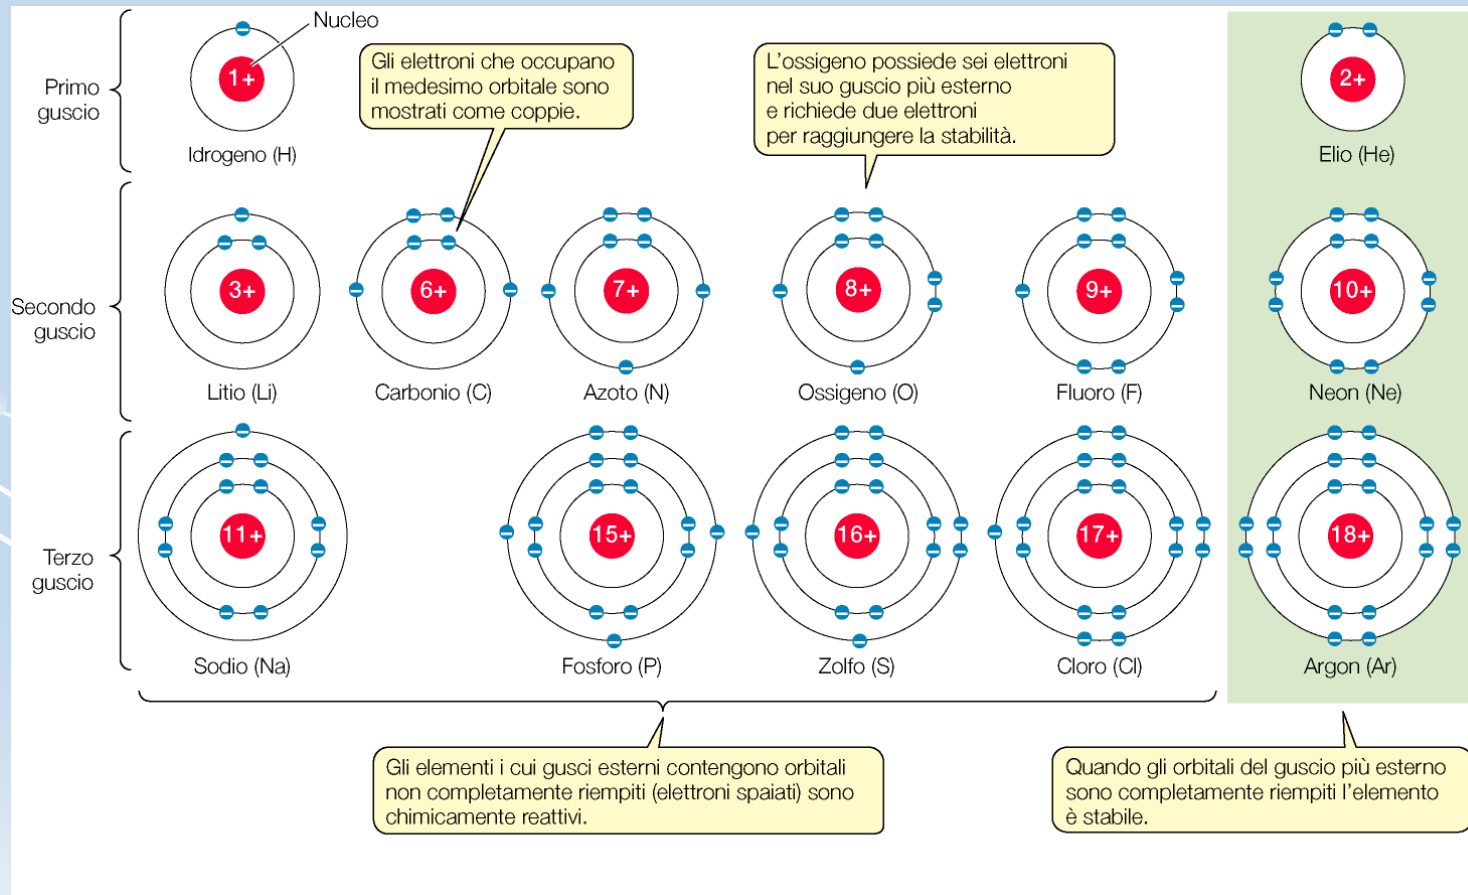 Nucleo
Primo
guscio
1+
Idrogeno (H)
Gli elettroni che occupano
il medesimo orbitale sono
mostrati come coppie.
L'ossigeno possiede sei elettroni
nel suo guscio più esterno
e richiede due elettroni
per raggiungere la stabilità.
2+
Elio (He)
Secondo
guscio
3+
Litio (Li)
6+
Carbonio (C)
7+
Azoto (N)
8+
Ossigeno (O)
9+
Fluoro (F)
10+
Neon (Ne)
Terzo
guscio
11+
Sodio (Na)
15+
Fosforo (P)
16+
Zolfo (S)
17+
Cloro (Cl)
18+
Argon (Ar)
Gli elementi i cui gusci esterni contengono orbitali
non completamente riempiti (elettroni spaiati) sono
chimicamente reattivi.
Quando gli orbitali del guscio più esterno
sono completamente riempiti l'elemento
è stabile.